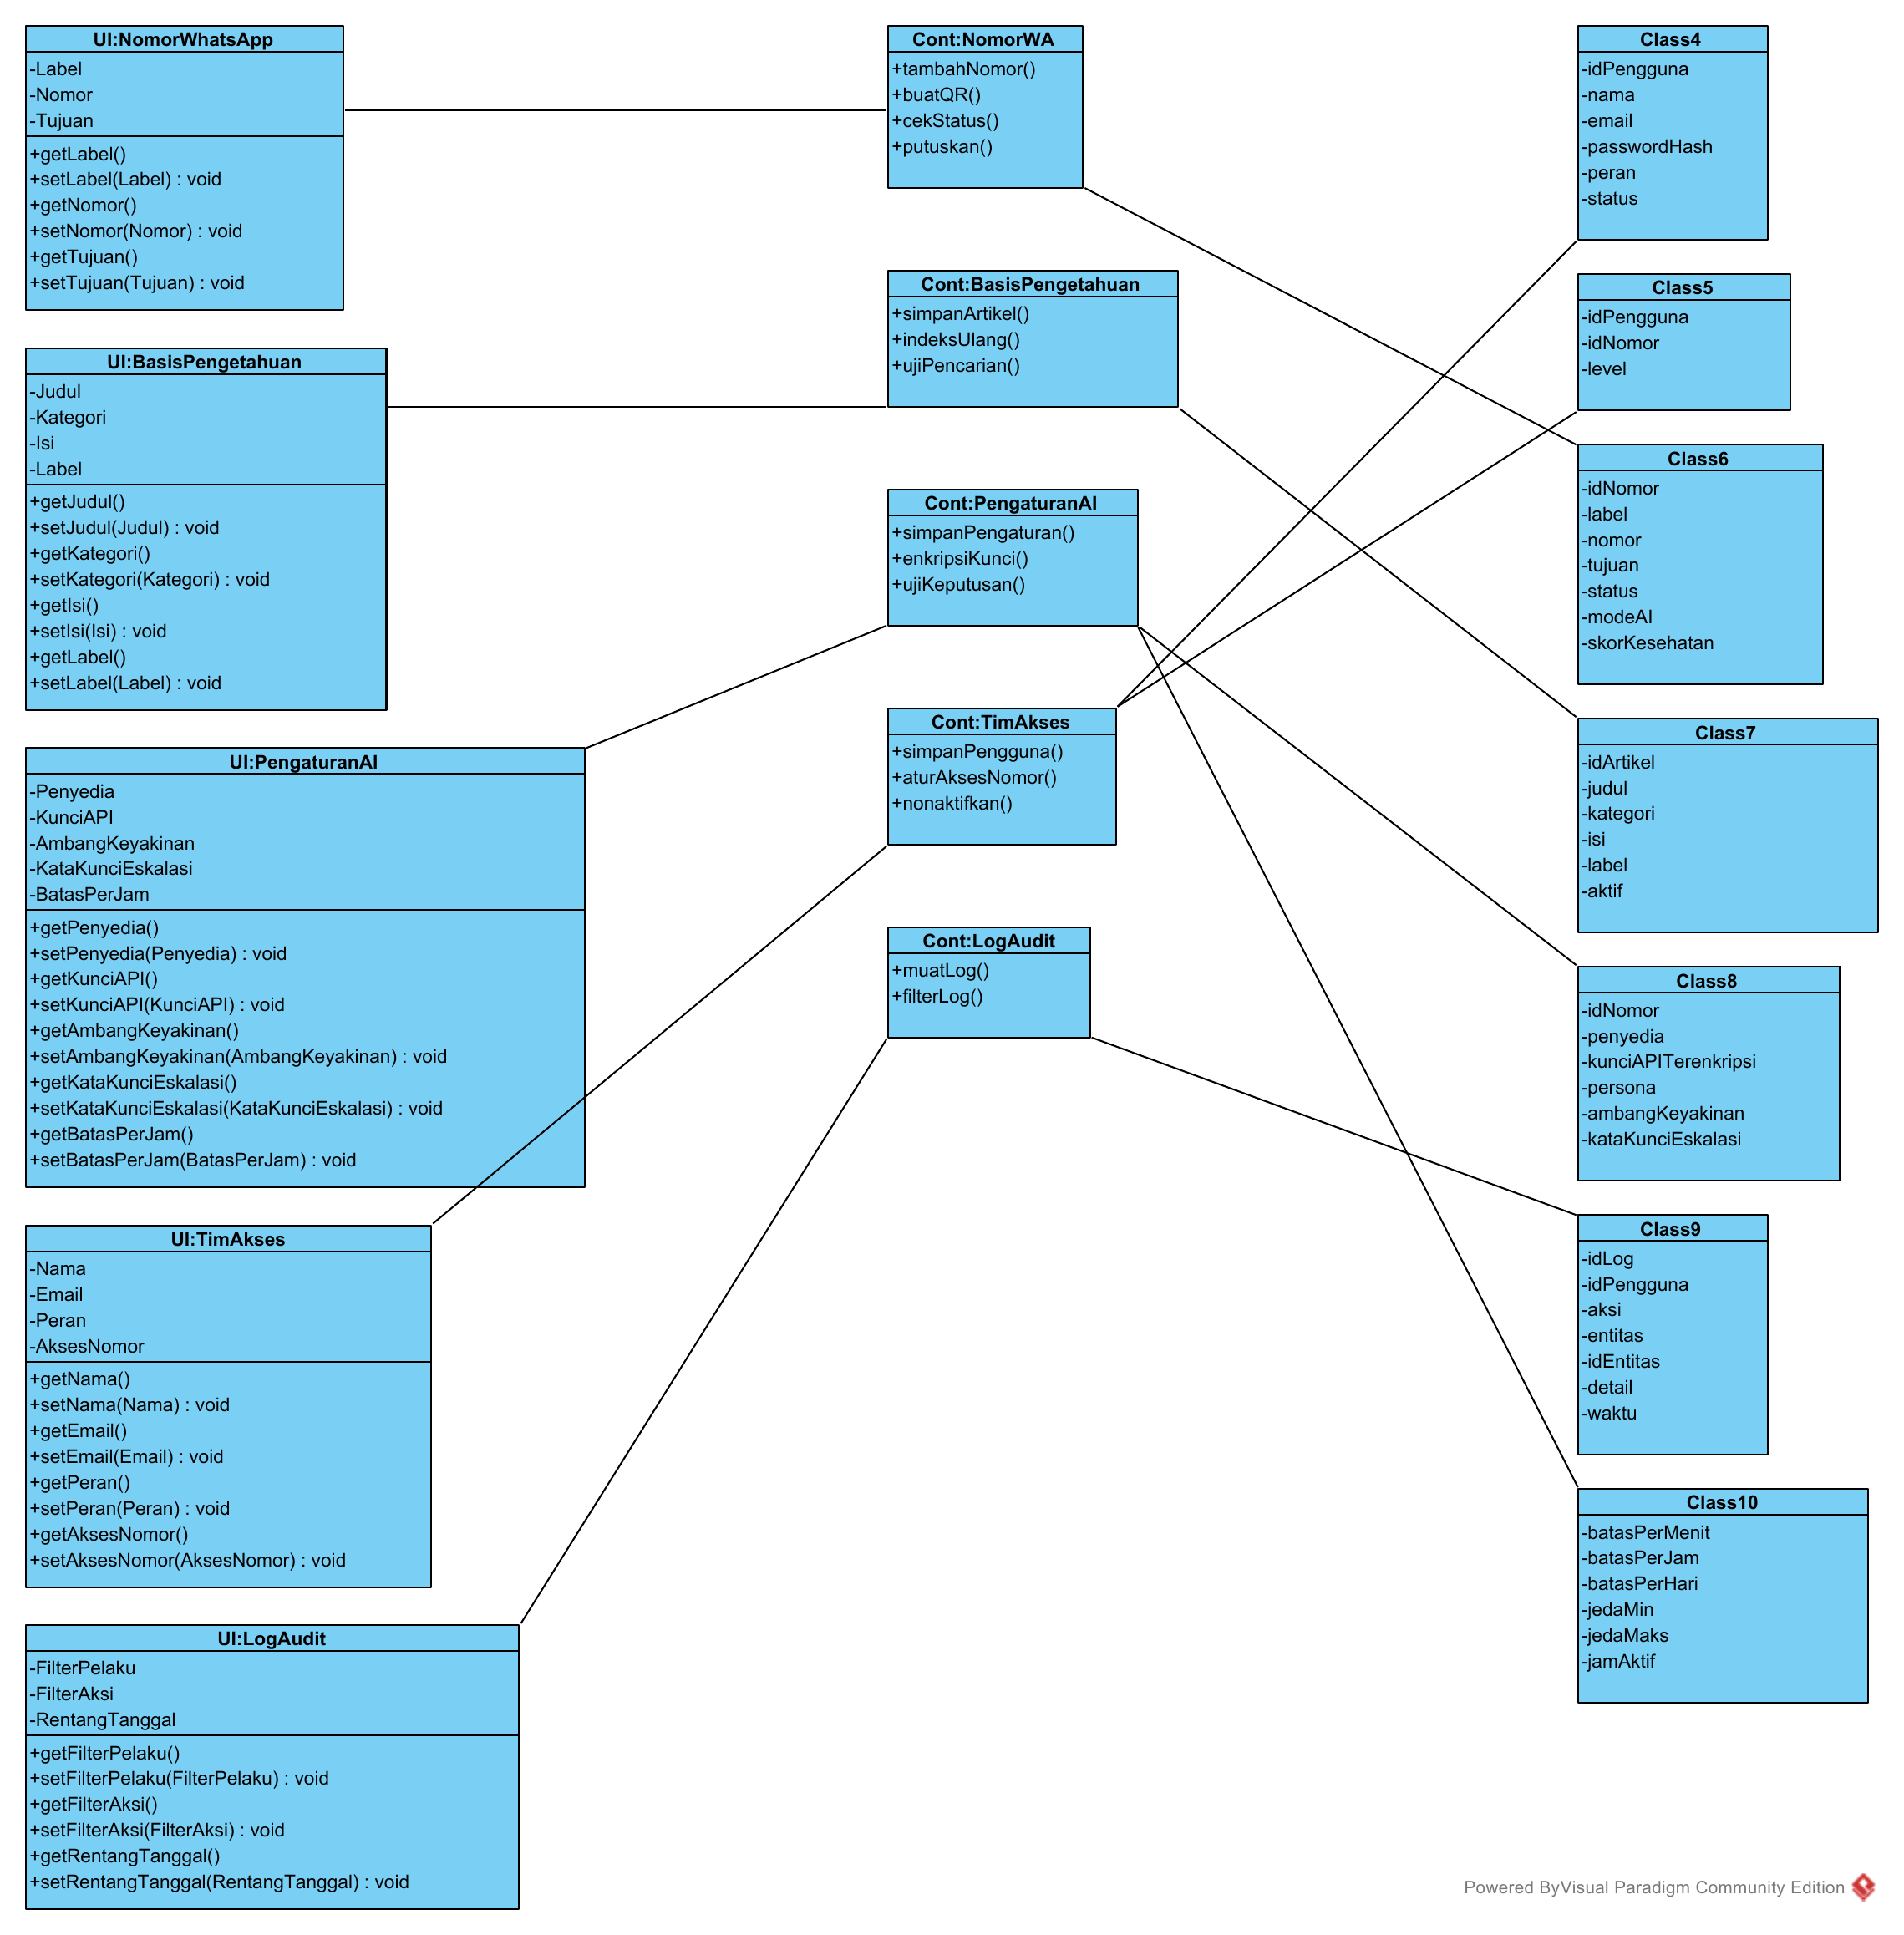 UI:NomorWhatsApp
-Label
-Nomor
-Tujuan
+getLabel()
+setLabel(Label) : void
+getNomor()
+setNomor(Nomor) : void
+getTujuan()
+setTujuan(Tujuan) : void
UI:BasisPengetahuan
-Judul
-Kategori
-Isi
-Label
+getJudul()
+setJudul(Judul) : void
+getKategori()
+setKategori(Kategori) : void
+getIsi()
+setIsi(Isi) : void
+getLabel()
+setLabel(Label) : void
UI:PengaturanAI
-Penyedia
-KunciAPI
-AmbangKeyakinan
-KataKunciEskalasi
-BatasPerJam
+getPenyedia()
+setPenyedia(Penyedia) : void
+getKunciAPI()
+setKunciAPI(KunciAPI) : void
+getAmbangKeyakinan()
+setAmbangKeyakinan(AmbangKeyakinan) : void
+getKataKunciEskalasi()
+setKataKunciEskalasi(KataKunciEskalasi) : void
+getBatasPerJam()
+setBatasPerJam(BatasPerJam) : void
UI:TimAkses
-Nama
-Email
-Peran
-AksesNomor
+getNama()
+setNama(Nama) : void
+getEmail()
+setEmail(Email) : void
+getPeran()
+setPeran(Peran) : void
+getAksesNomor()
+setAksesNomor(AksesNomor) : void
UI:LogAudit
-FilterPelaku
-FilterAksi
-RentangTanggal
+getFilterPelaku()
+setFilterPelaku(FilterPelaku) : void
+getFilterAksi()
+setFilterAksi(FilterAksi) : void
+getRentangTanggal()
+setRentangTanggal(RentangTanggal) : void
Cont:NomorWA
+tambahNomor()
+buatQR()
+cekStatus()
+putuskan()
Cont:BasisPengetahuan
+simpanArtikel()
+indeksUlang()
+ujiPencarian()
Cont:PengaturanAI
+simpanPengaturan()
+enkripsiKunci()
+ujiKeputusan()
Cont:TimAkses
+simpanPengguna()
+aturAksesNomor()
+nonaktifkan()
Cont:LogAudit
+muatLog()
+filterLog()
Class4
-idPengguna
-nama
-email
-passwordHash
-peran
-status
Class5
-idPengguna
-idNomor
-level
Class6
-idNomor
-label
-nomor
-tujuan
-status
-modeAI
-skorKesehatan
Class7
-idArtikel
-judul
-kategori
-isi
-label
-aktif
Class8
-idNomor
-penyedia
-kunciAPITerenkripsi
-persona
-ambangKeyakinan
-kataKunciEskalasi
Class9
-idLog
-idPengguna
-aksi
-entitas
-idEntitas
-detail
-waktu
Class10
-batasPerMenit
-batasPerJam
-batasPerHari
-jedaMin
-jedaMaks
-jamAktif
Powered ByVisual Paradigm Community Edition